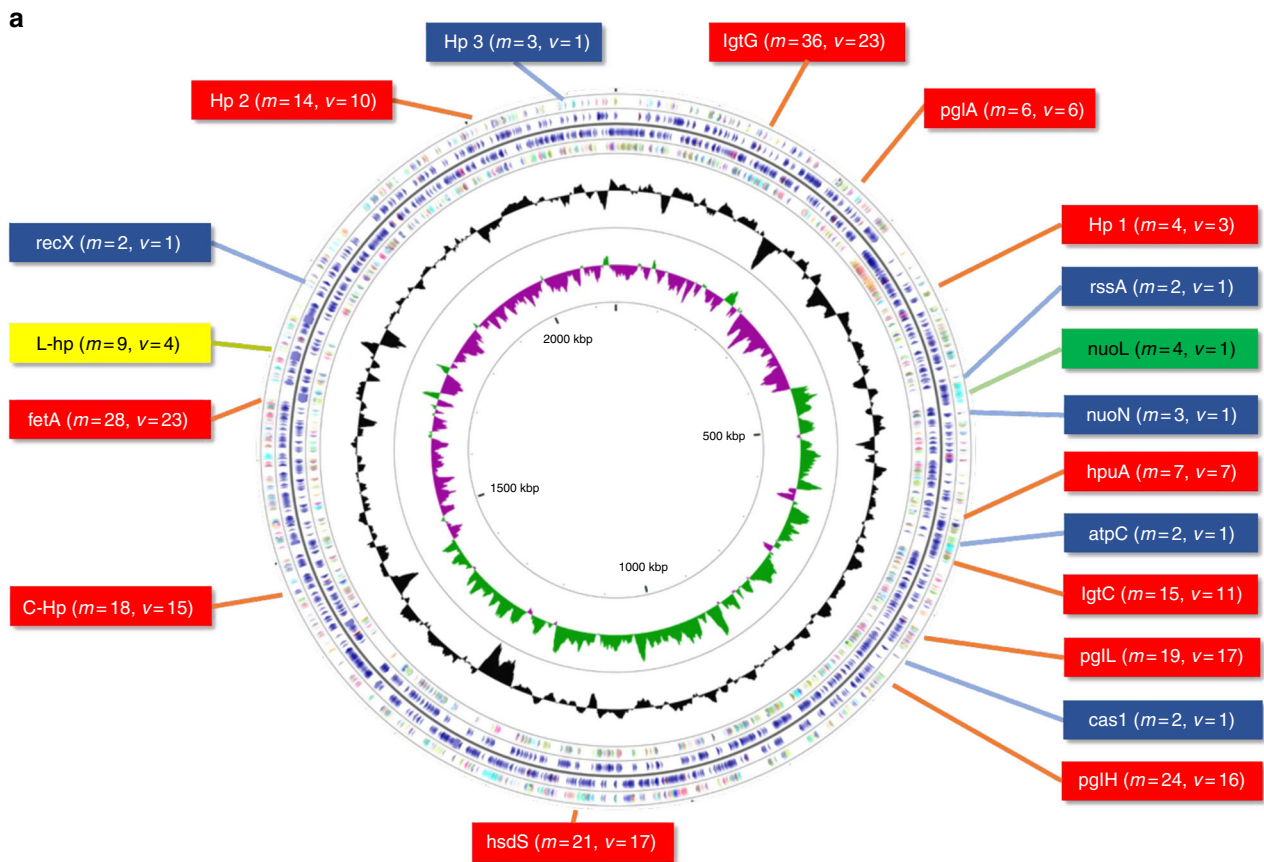 a
Hp 3 (m=3, v=1)
lgtG (m=36, v=23)
Hp 2 (m=14, v=10)
pglA (m=6, v=6)
Hp 1 (m=4, v=3)
recX (m=2, v=1)
rssA (m=2, v=1)
L-hp (m=9, v=4)
nuoL (m=4, v=1)
fetA (m=28, v=23)
nuoN (m=3, v=1)
hpuA (m=7, v=7)
atpC (m=2, v=1)
C-Hp (m=18, v=15)
lgtC (m=15, v=11)
pglL (m=19, v=17)
cas1 (m=2, v=1)
pglH (m=24, v=16)
hsdS (m=21, v=17)
2000 kbp
500 kbp
1500 kbp
1000 kbp